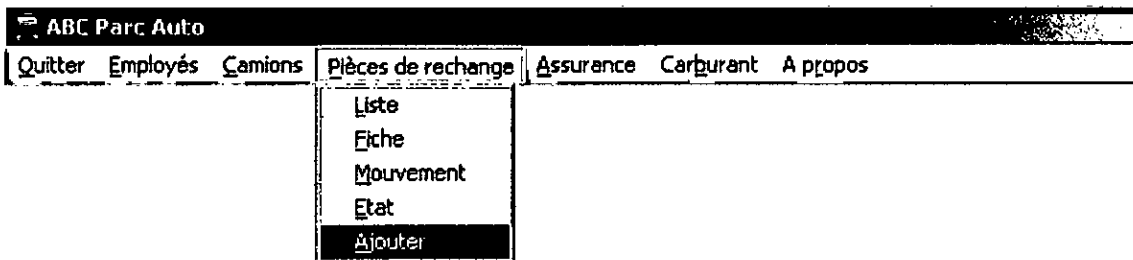 ABC Parc Auto
Quitter Employés Camions Pièces de rechange Assurance Carburant A propos
Liste
Fiche
Mouvement
Etat
Ajouter